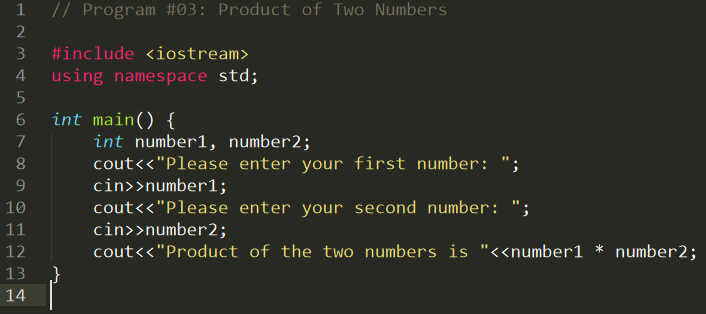 1 // Program #03: Product of Two Numbers
2
3 #include <iostream>
4 using namespace std;
5
6 int main() {
7     int number1, number2;
8     cout<<"Please enter your first number: ";
9     cin>>number1;
10     cout<<"Please enter your second number: ";
11     cin>>number2;
12     cout<<"Product of the two numbers is "<<number1 * number2;
13 }
14